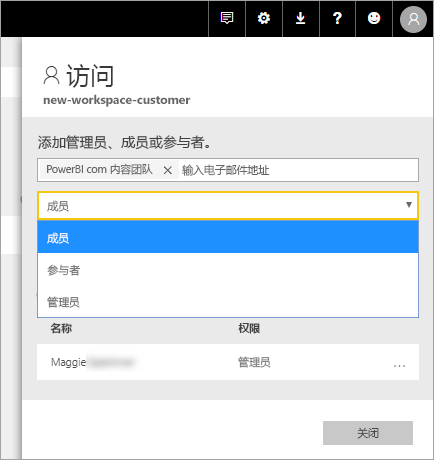 访问
new-workspace-customer
添加管理员、成员或参与者。
PowerBI com 内容团队 × 输入电子邮件地址
成员
成员
参与者
管理员
名称 权限
Maggie 管理员 ...
关闭